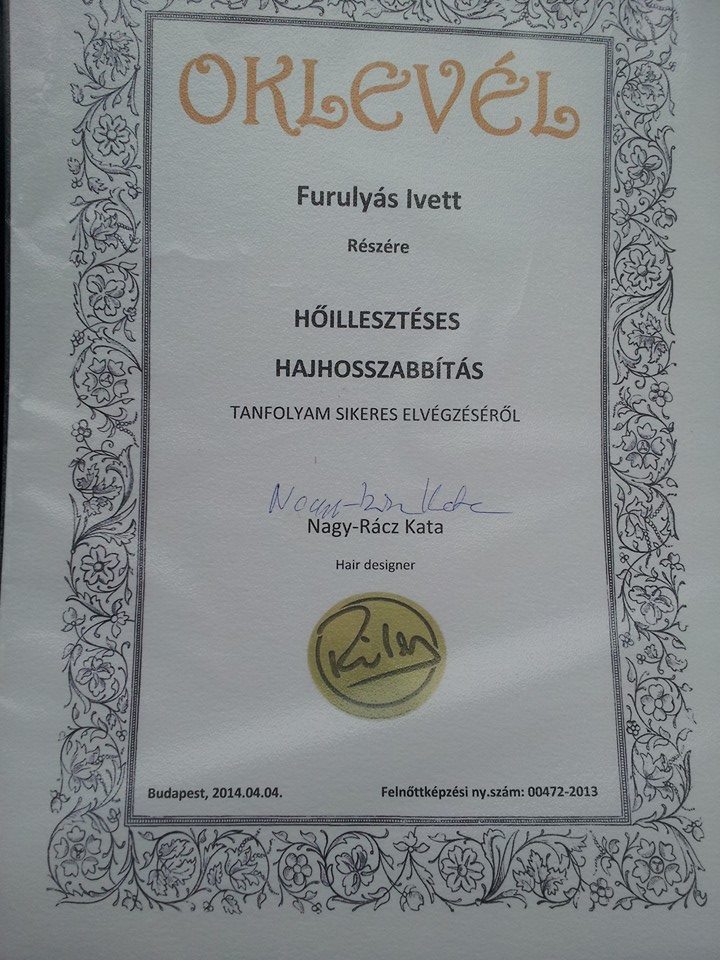 OKLEVÉL
Furulyás Ivett
Részére
HŐILLESZTÉSES
HAJHOSSZABBÍTÁS
TANFOLYAM SIKERES ELVÉGZÉSÉRŐL
Nagy-Rácz Kata
Hair designer
Budapest, 2014.04.04.
Felnőttképzési ny.szám: 00472-2013